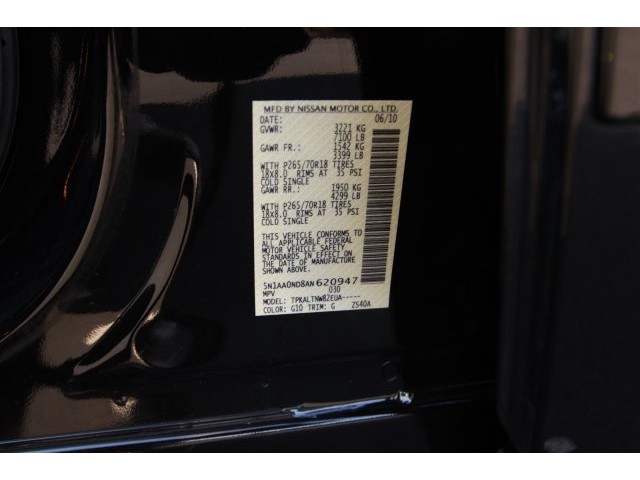 MFD BY NISSAN MOTOR CO., LTD.
DATE: 06/10
GVWR: 3221 KG
7100 LB
GAWR FR.: 1542 KG
3399 LB
WITH P265/70R18 TIRES
18X8.0 RIMS AT 35 PSI
COLD SINGLE
GAWR RR.: 1950 KG
4299 LB
WITH P265/70R18 TIRES
18X8.0 RIMS AT 35 PSI
COLD SINGLE
THIS VEHICLE CONFORMS TO
ALL APPLICABLE FEDERAL
MOTOR VEHICLE SAFETY
STANDARDS IN EFFECT ON
THE DATE OF MANUFACTURE
SHOWN ABOVE.
5N1AA0ND8AN620947
MPV 030
MODEL: TPKALTNW82EUA-----
COLOR: G10 TRIM: G ZS40A